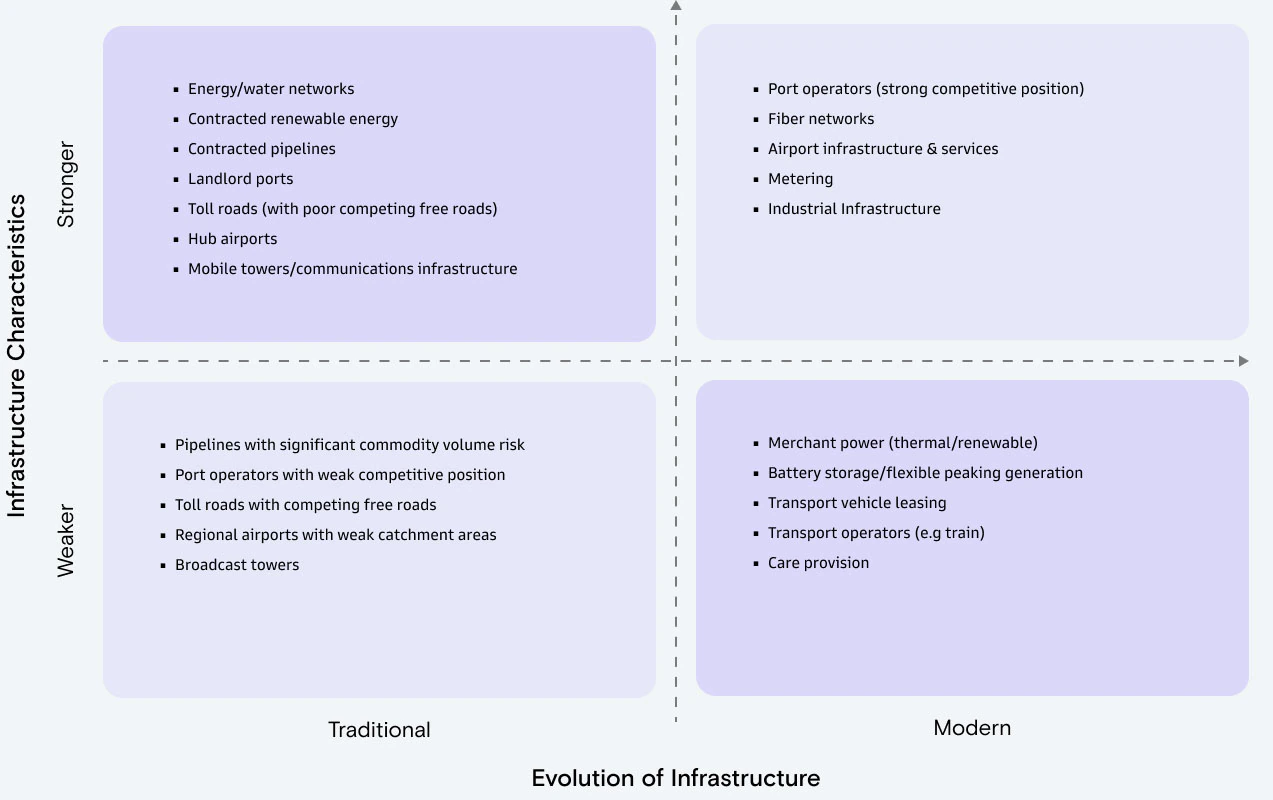 Infrastructure Characteristics
Stronger
▪ Energy/water networks
▪ Contracted renewable energy
▪ Contracted pipelines
▪ Landlord ports
▪ Toll roads (with poor competing free roads)
▪ Hub airports
▪ Mobile towers/communications infrastructure
▪ Port operators (strong competitive position)
▪ Fiber networks
▪ Airport infrastructure & services
▪ Metering
▪ Industrial Infrastructure
Weaker
▪ Pipelines with significant commodity volume risk
▪ Port operators with weak competitive position
▪ Toll roads with competing free roads
▪ Regional airports with weak catchment areas
▪ Broadcast towers
▪ Merchant power (thermal/renewable)
▪ Battery storage/flexible peaking generation
▪ Transport vehicle leasing
▪ Transport operators (e.g train)
▪ Care provision
Traditional
Modern
Evolution of Infrastructure